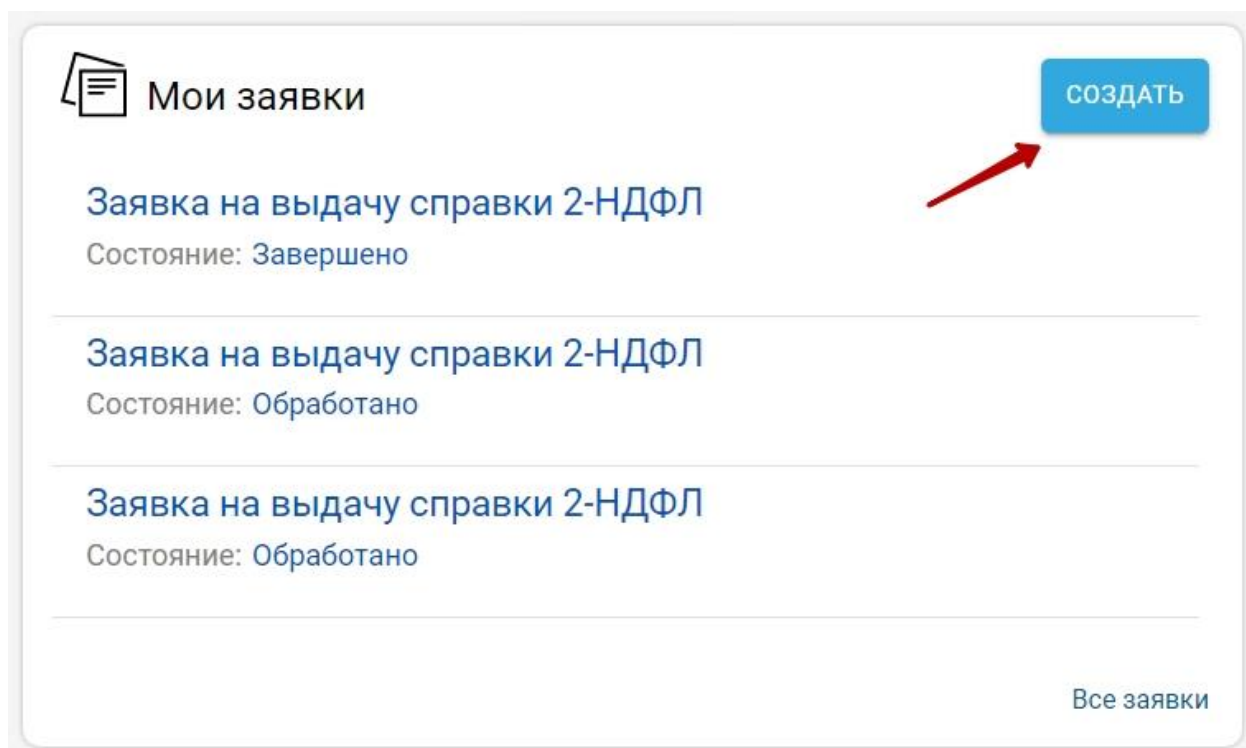 Мои заявки
СОЗДАТЬ
Заявка на выдачу справки 2-НДФЛ
Состояние: Завершено
Заявка на выдачу справки 2-НДФЛ
Состояние: Обработано
Заявка на выдачу справки 2-НДФЛ
Состояние: Обработано
Все заявки